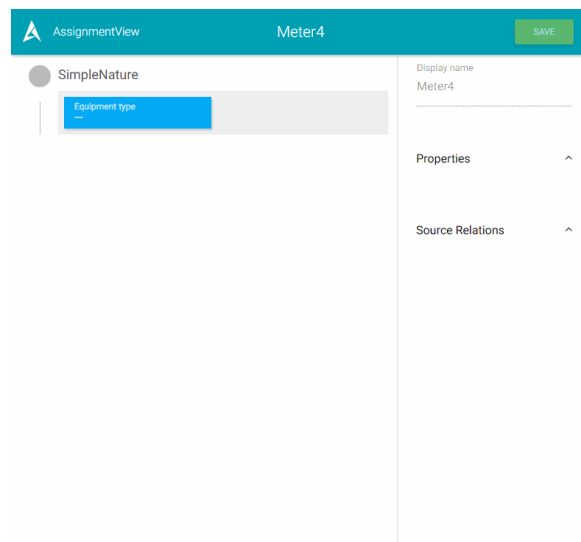 AssignmentView
Meter4
SAVE
SimpleNature
Equipment type
—
Display name
Meter4
Properties
Source Relations